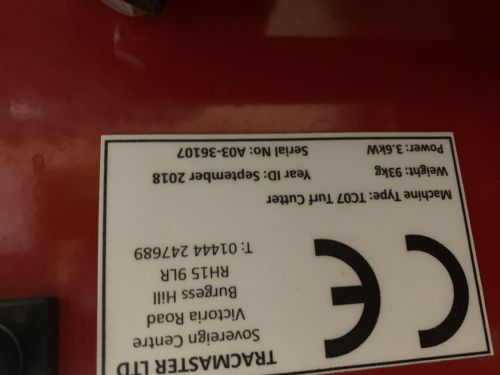 TRACMASTER LTD
Sovereign Centre
Victoria Road
Burgess Hill
RH15 9LR
T: 01444 247689
CE
Machine Type: TC07 Turf Cutter
Weight: 93kg Year ID: September 2018
Power: 3.6kW Serial No: A03-36107